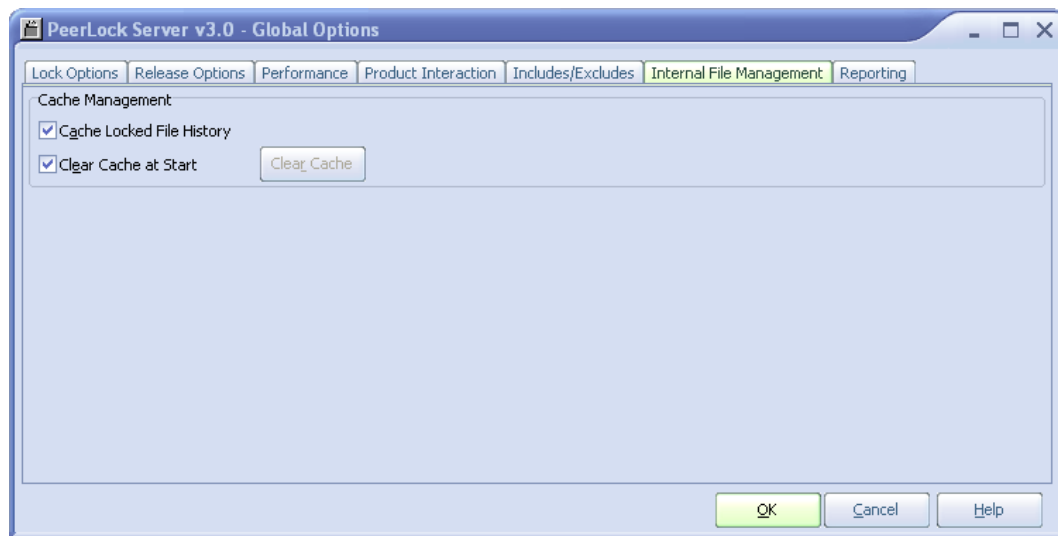 PeerLock Server v3.0 - Global Options
Lock Options Release Options Performance Product Interaction Includes/Excludes Internal File Management Reporting
Cache Management
Cache Locked File History
Clear Cache at Start Clear Cache
OK Cancel Help